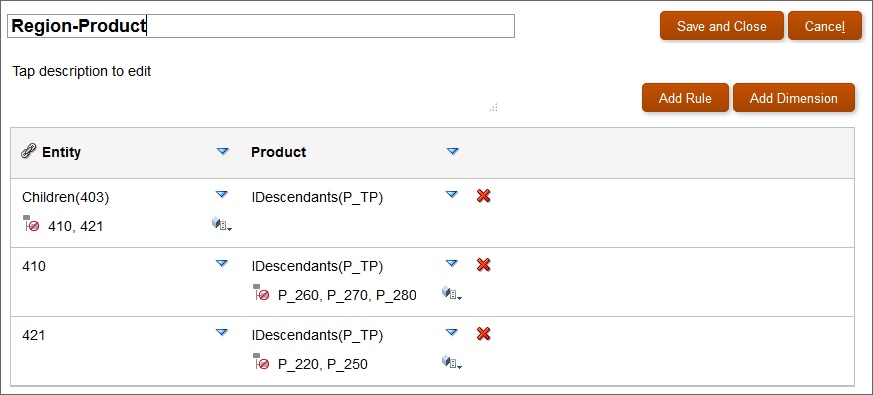 Region-Product
Save and Close
Cancel
Tap description to edit
Add Rule
Add Dimension
Entity
Product
Children(403)
IDescendants(P_TP)
410, 421
410
IDescendants(P_TP)
P_260, P_270, P_280
421
IDescendants(P_TP)
P_220, P_250